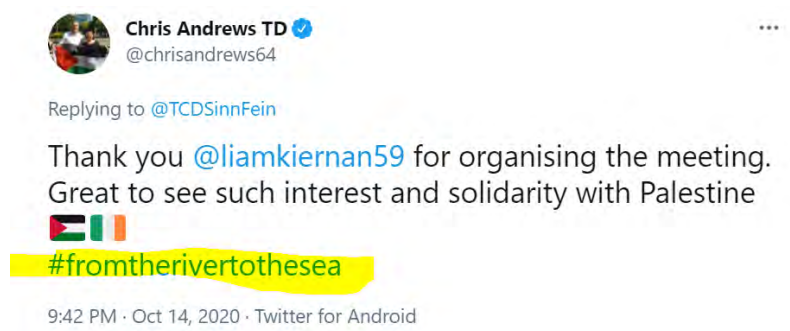 Chris Andrews TD
@chrisandrews64
Replying to @TCDSinnFein
Thank you @liamkiernan59 for organising the meeting.
Great to see such interest and solidarity with Palestine
🇵🇸🇮🇪
#fromtherivertothesea
9:42 PM · Oct 14, 2020 · Twitter for Android